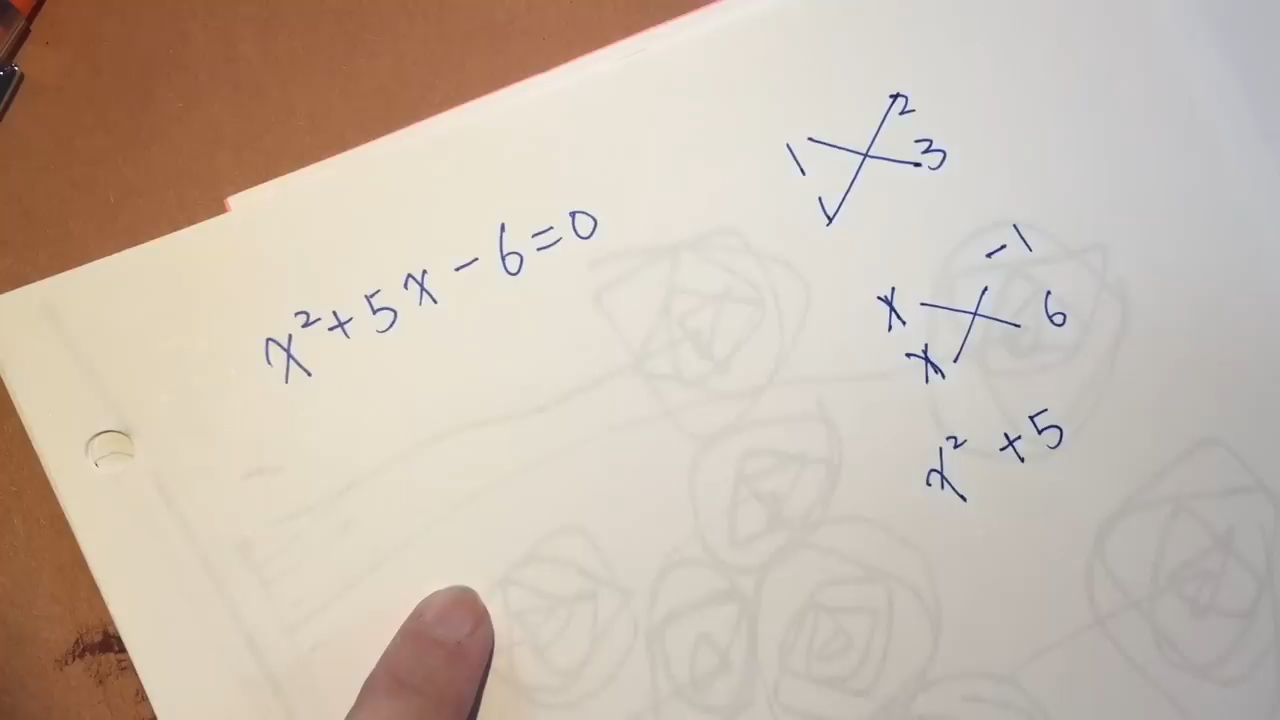 x²+5x-6=0
2
1 3
1
-1
x 6
x
x² +5